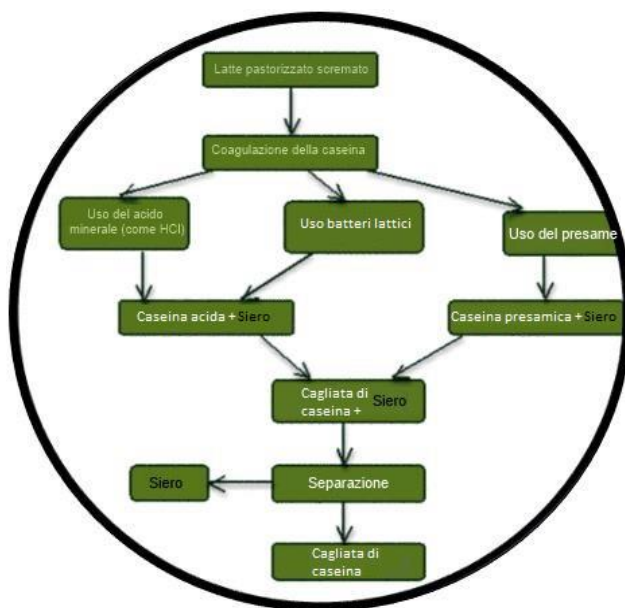 Latte pastorizzato scremato
Coagulazione della caseina
Uso del acido
minerale (come HCl)
Uso batteri lattici
Uso del presame
Caseina acida + Siero
Caseina presamica + Siero
Cagliata di
caseina + Siero
Siero
Separazione
Cagliata di
caseina